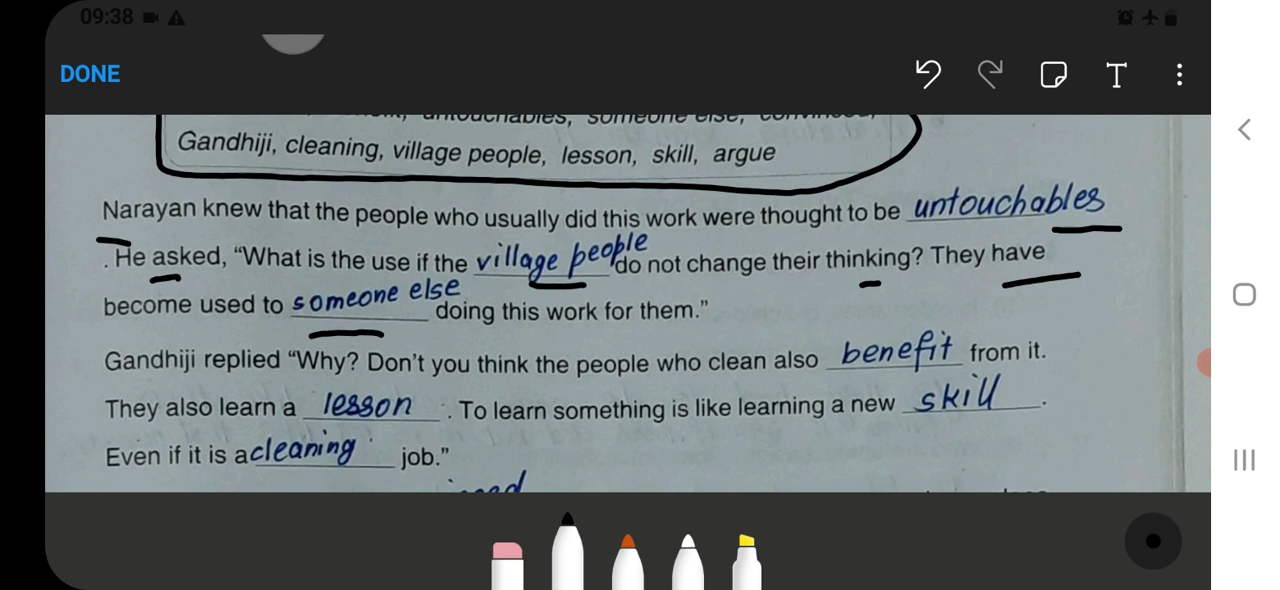 09:38
DONE
T
untouchables, someone else, convinced,
Gandhiji, cleaning, village people, lesson, skill, argue
Narayan knew that the people who usually did this work were thought to be untouchables
. He asked, “What is the use if the village people do not change their thinking? They have
become used to someone else doing this work for them.”
Gandhiji replied “Why? Don’t you think the people who clean also benefit from it.
They also learn a lesson. To learn something is like learning a new skill.
Even if it is a cleaning job.”